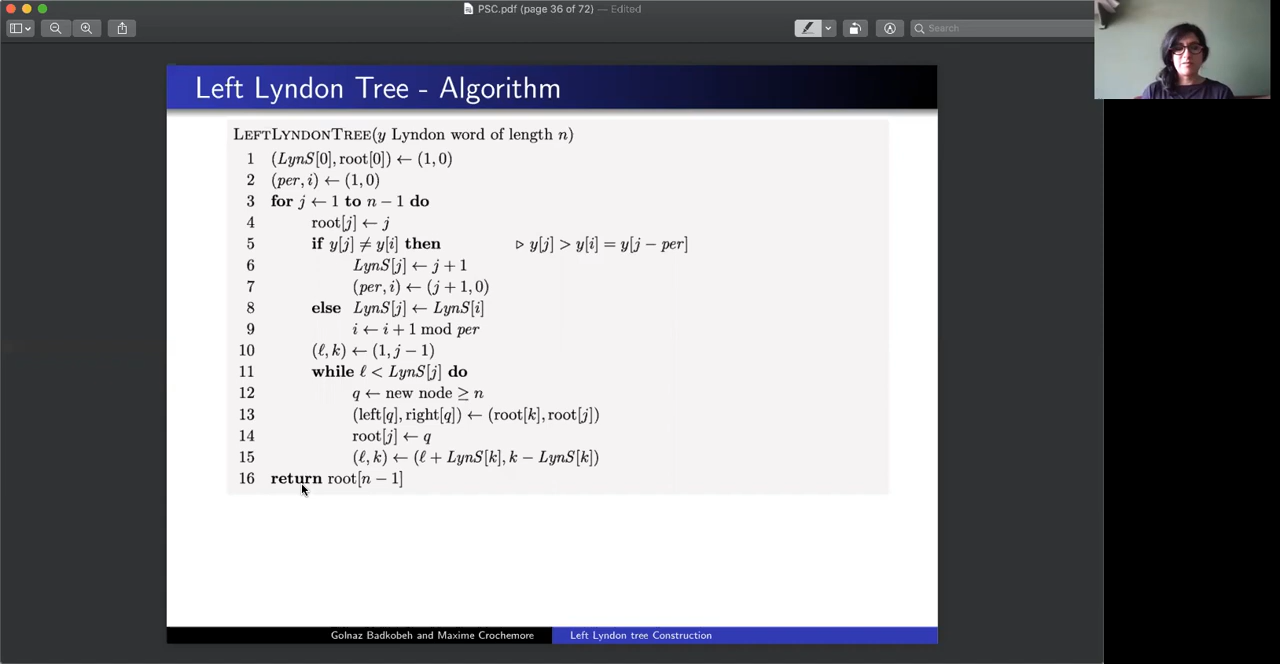 PSC.pdf (page 36 of 72) — Edited
Search
Left Lyndon Tree - Algorithm
LEFTLYNDONTREE(y Lyndon word of length n)
1 (LynS[0], root[0]) ← (1, 0)
2 (per, i) ← (1, 0)
3 for j ← 1 to n − 1 do
4 root[j] ← j
5 if y[j] ≠ y[i] then ▷ y[j] > y[i] = y[j − per]
6 LynS[j] ← j + 1
7 (per, i) ← (j + 1, 0)
8 else LynS[j] ← LynS[i]
9 i ← i + 1 mod per
10 (ℓ, k) ← (1, j − 1)
11 while ℓ < LynS[j] do
12 q ← new node ≥ n
13 (left[q], right[q]) ← (root[k], root[j])
14 root[j] ← q
15 (ℓ, k) ← (ℓ + LynS[k], k − LynS[k])
16 return root[n − 1]
Golnaz Badkobeh and Maxime Crochemore Left Lyndon tree Construction